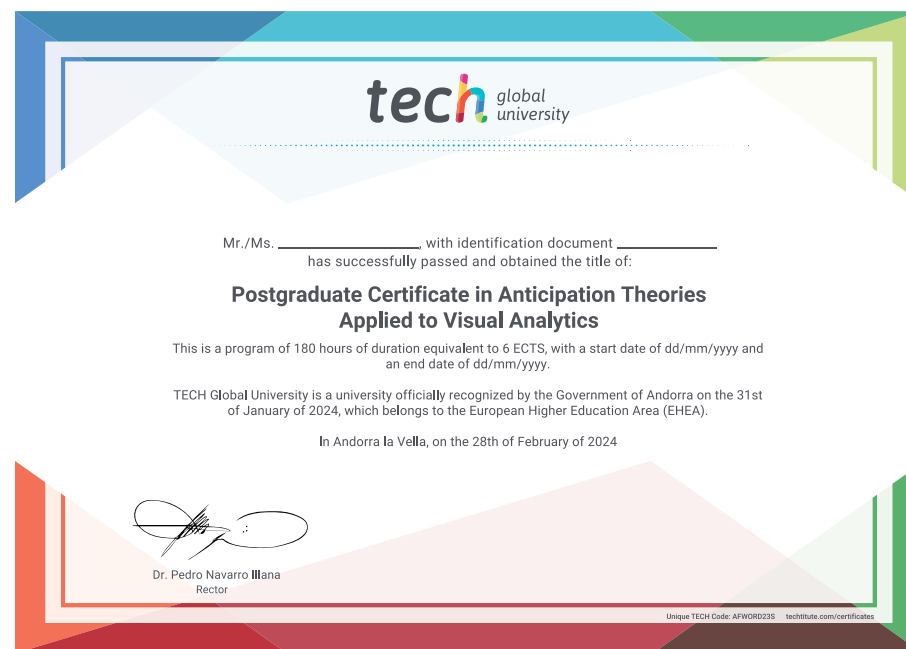 tech global
university
Mr./Ms. ____________________, with identification document ______________
has successfully passed and obtained the title of:
Postgraduate Certificate in Anticipation Theories
Applied to Visual Analytics
This is a program of 180 hours of duration equivalent to 6 ECTS, with a start date of dd/mm/yyyy and
an end date of dd/mm/yyyy.
TECH Global University is a university officially recognized by the Government of Andorra on the 31st
of January of 2024, which belongs to the European Higher Education Area (EHEA).
In Andorra la Vella, on the 28th of February of 2024
Dr. Pedro Navarro Illana
Rector
Unique TECH Code: AFWORD23S techtitute.com/certificates